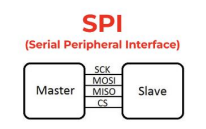 SPI
(Serial Peripheral Interface)
SCK
MOSI
Master
MISO
Slave
CS